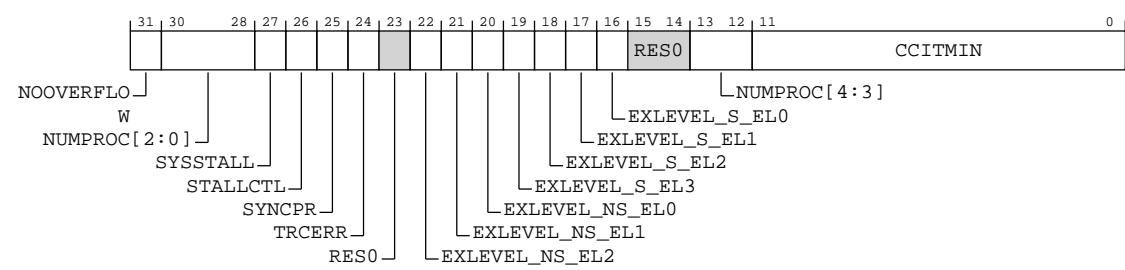 31 30 28 27 26 25 24 23 22 21 20 19 18 17 16 15 14 13 12 11 0
RES0 CCITMIN
NOOVERFLO NUMPROC[4:3]
W EXLEVEL_S_EL0
NUMPROC[2:0] EXLEVEL_S_EL1
SYSSTALL EXLEVEL_S_EL2
STALLCTL EXLEVEL_S_EL3
SYNCPR EXLEVEL_NS_EL0
TRCERR EXLEVEL_NS_EL1
RES0 EXLEVEL_NS_EL2